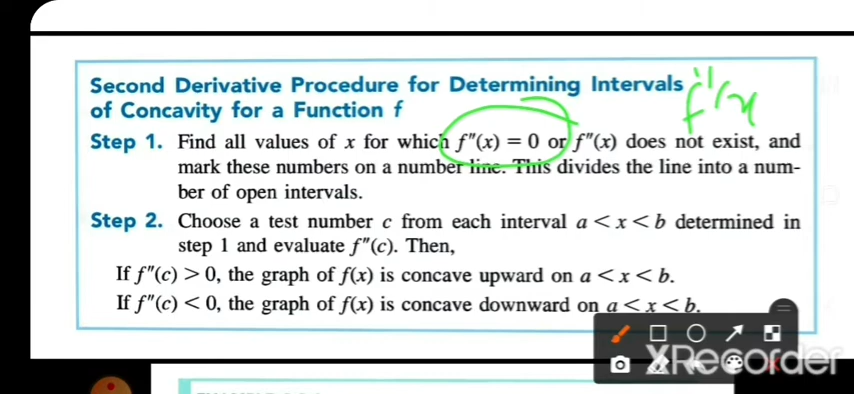 Second Derivative Procedure for Determining Intervals
of Concavity for a Function f
f''(x
Step 1. Find all values of x for which f″(x) = 0 or f″(x) does not exist, and
mark these numbers on a number line. This divides the line into a num-
ber of open intervals.
Step 2. Choose a test number c from each interval a < x < b determined in
step 1 and evaluate f″(c). Then,
If f″(c) > 0, the graph of f(x) is concave upward on a < x < b.
If f″(c) < 0, the graph of f(x) is concave downward on a < x < b.
XRecorder